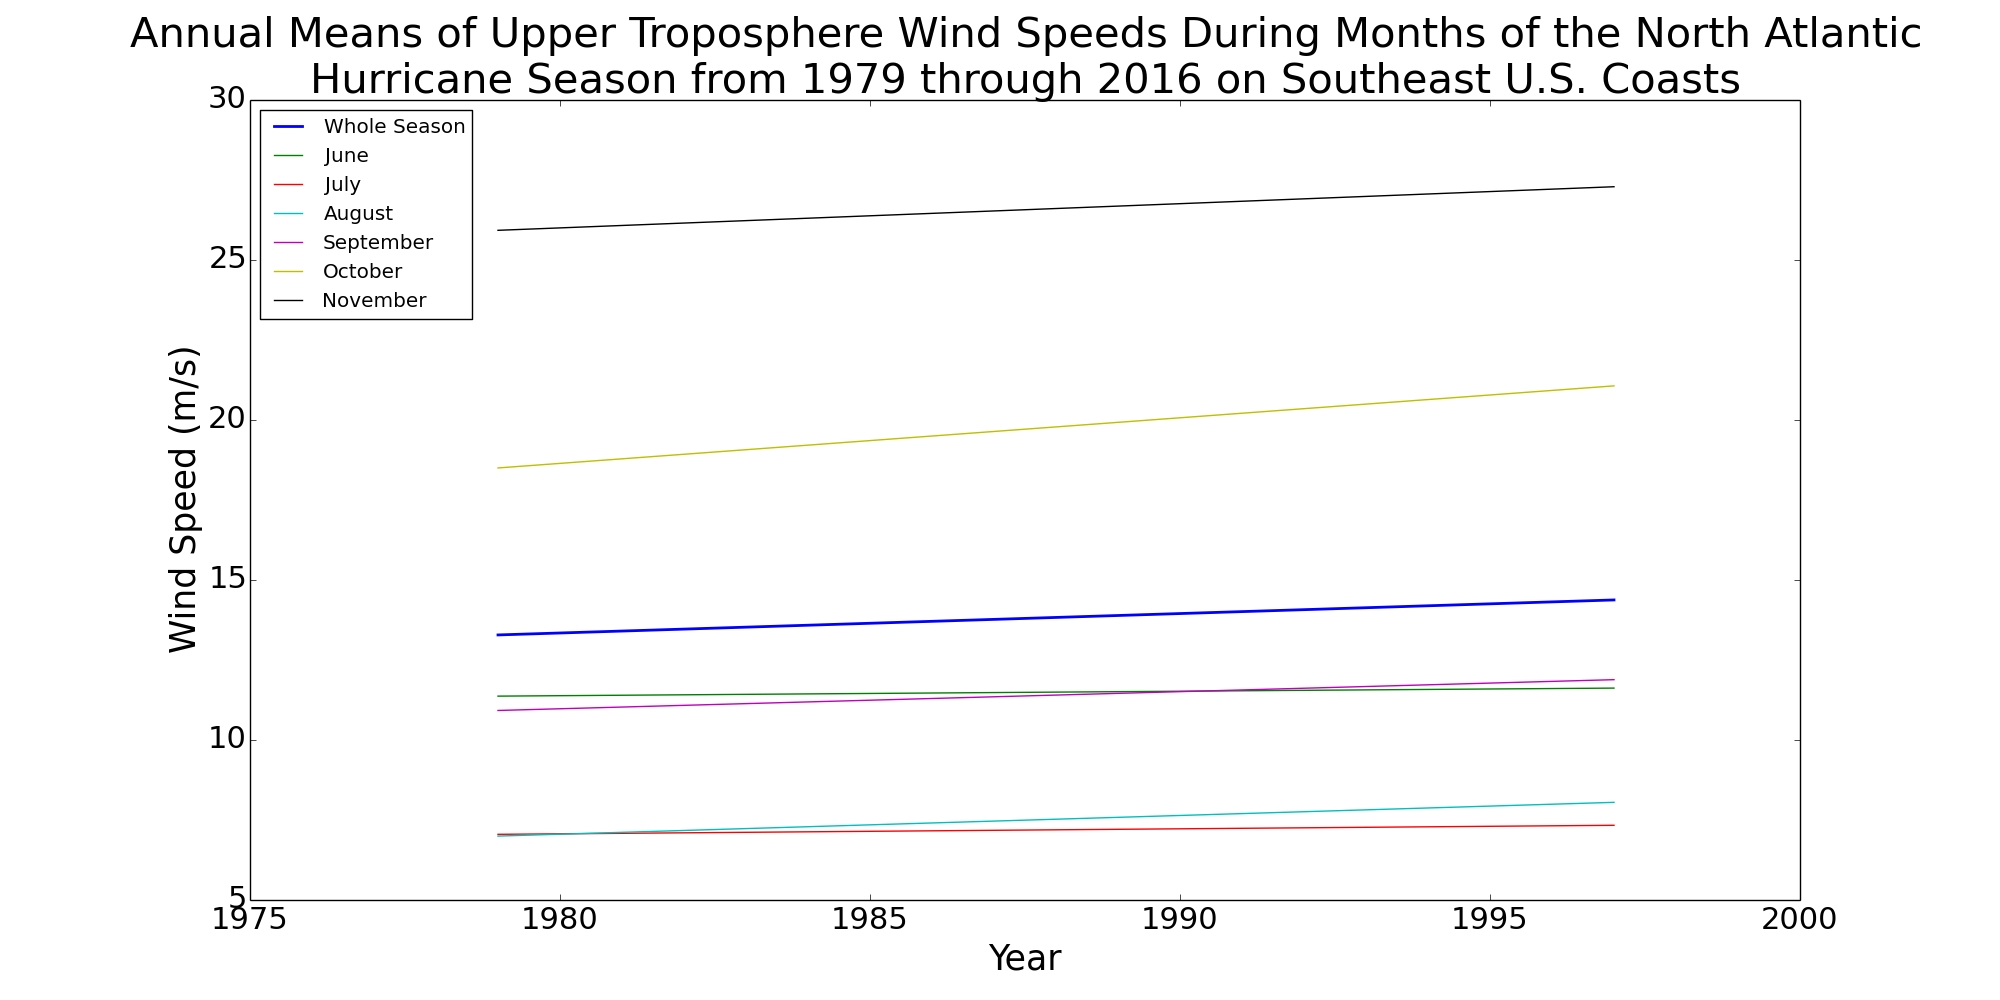 Annual Means of Upper Troposphere Wind Speeds During Months of the North Atlantic
Hurricane Season from 1979 through 2016 on Southeast U.S. Coasts
30
25
20
15
10
5
Wind Speed (m/s)
Whole Season
June
July
August
September
October
November
1975 1980 1985 1990 1995 2000
Year